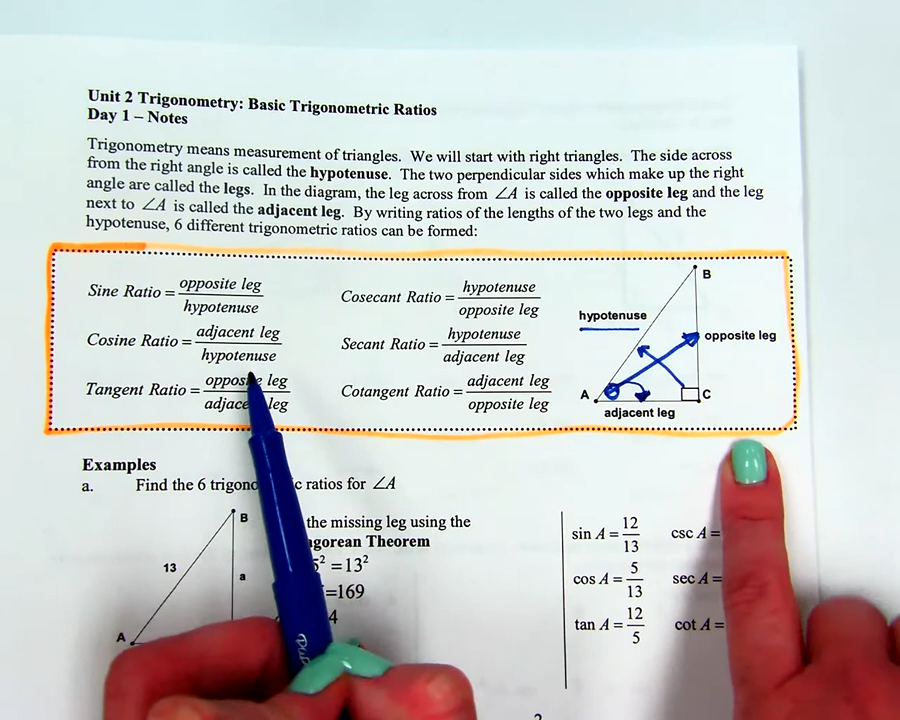 Unit 2 Trigonometry: Basic Trigonometric Ratios
Day 1 – Notes
Trigonometry means measurement of triangles. We will start with right triangles. The side across
from the right angle is called the hypotenuse. The two perpendicular sides which make up the right
angle are called the legs. In the diagram, the leg across from ∠A is called the opposite leg and the leg
next to ∠A is called the adjacent leg. By writing ratios of the lengths of the two legs and the
hypotenuse, 6 different trigonometric ratios can be formed:
Sine Ratio = opposite leg / hypotenuse
Cosine Ratio = adjacent leg / hypotenuse
Tangent Ratio = leg / leg
Cosecant Ratio = hypotenuse / opposite leg
Secant Ratio = hypotenuse / adjacent leg
Cotangent Ratio = adjacent leg / opposite leg
B
hypotenuse
opposite leg
A
C
adjacent leg
Examples
a. Find the 6 ratios for ∠A
B
13
a
A
the missing leg using the
Theorem
² = 13²
=169
4
sin A = 12/13
cos A = 5/13
tan A = 12/5
csc A =
sec A =
cot A =